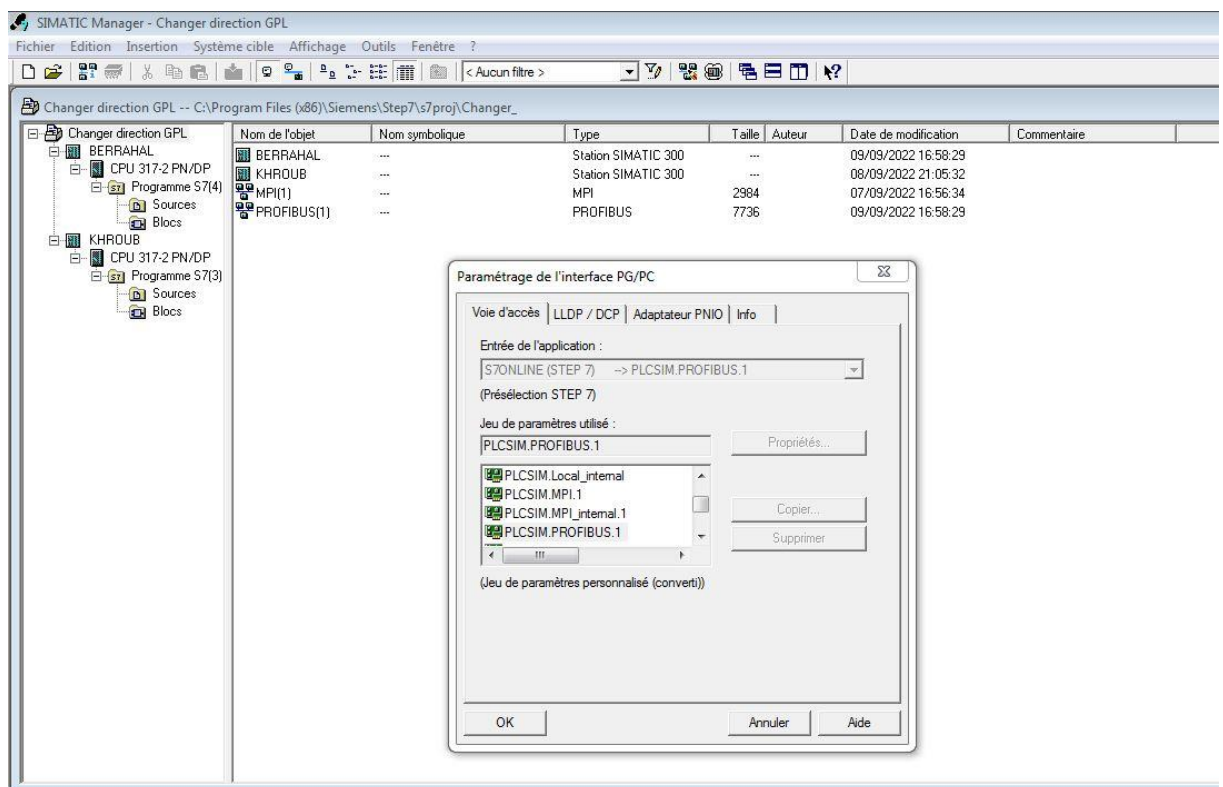 SIMATIC Manager - Changer direction GPL
Fichier Edition Insertion Système cible Affichage Outils Fenêtre ?
< Aucun filtre >
Changer direction GPL -- C:\Program Files (x86)\Siemens\Step7\s7proj\Changer_
Changer direction GPL
BERRAHAL
CPU 317-2 PN/DP
Programme S7(4)
Sources
Blocs
KHROUB
CPU 317-2 PN/DP
Programme S7(3)
Sources
Blocs
Nom de l'objet Nom symbolique Type Taille Auteur Date de modification Commentaire
BERRAHAL --- Station SIMATIC 300 --- 09/09/2022 16:58:29
KHROUB --- Station SIMATIC 300 --- 08/09/2022 21:05:32
MPI(1) --- MPI 2984 07/09/2022 16:56:34
PROFIBUS(1) --- PROFIBUS 7736 09/09/2022 16:58:29
Paramétrage de l'interface PG/PC
Voie d'accès LLDP / DCP Adaptateur PNIO Info
Entrée de l'application :
S7ONLINE (STEP 7) --> PLCSIM.PROFIBUS.1
(Présélection STEP 7)
Jeu de paramètres utilisé :
PLCSIM.PROFIBUS.1 Propriétés...
PLCSIM.Local_internal
PLCSIM.MPI.1
PLCSIM.MPI_internal.1 Copier...
PLCSIM.PROFIBUS.1 Supprimer
(Jeu de paramètres personnalisé (converti))
OK Annuler Aide